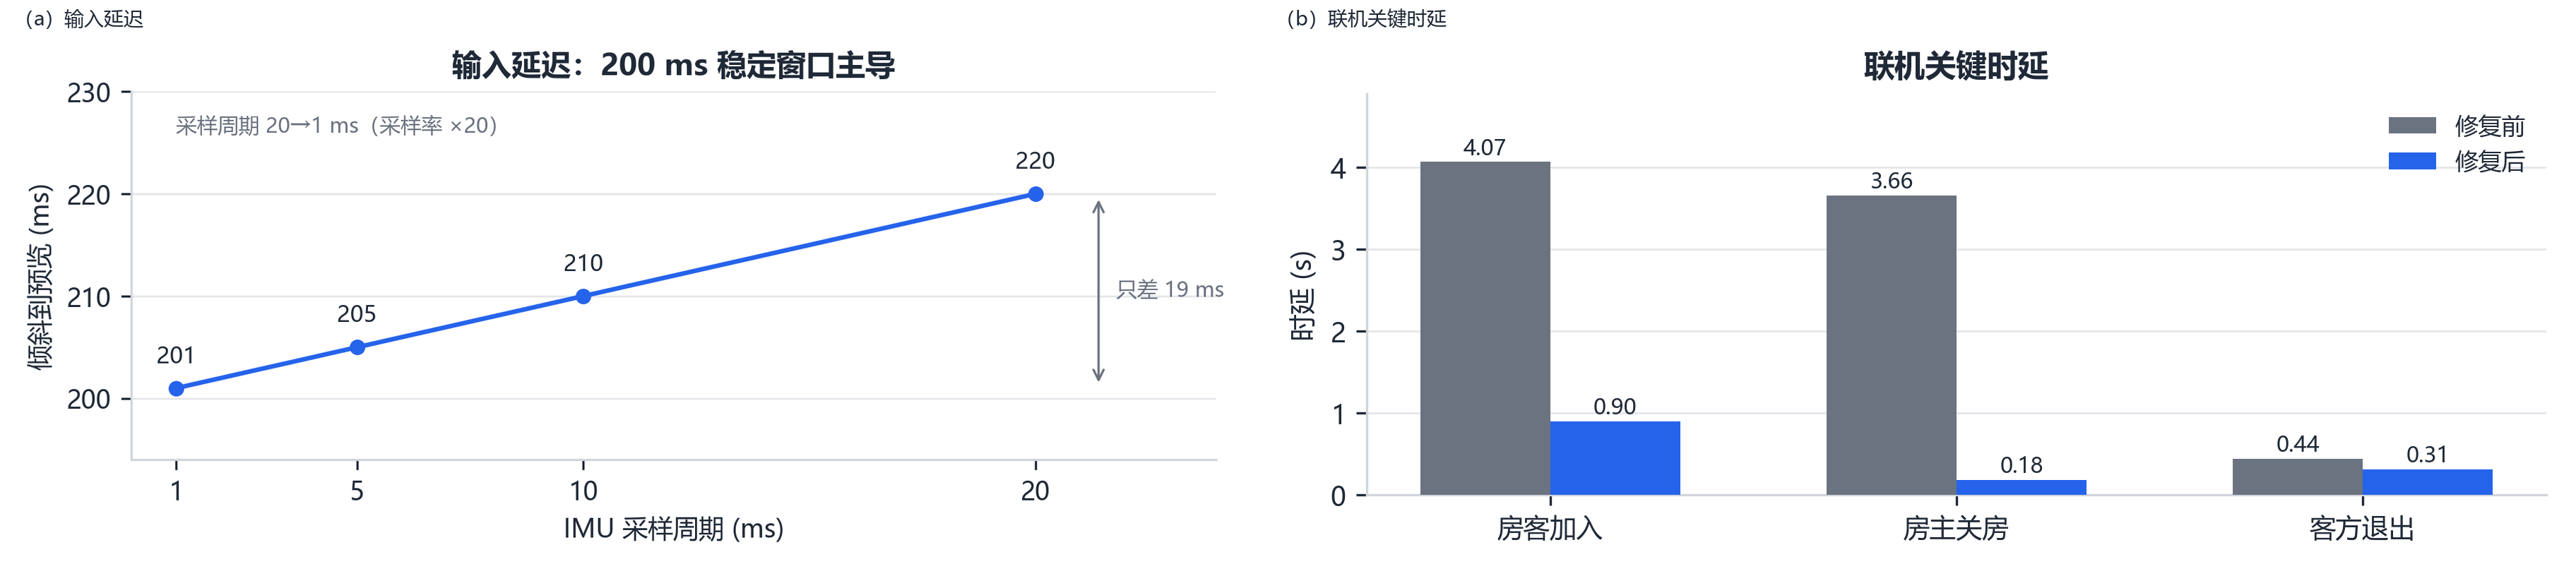 (a) 输入延迟
输入延迟：200 ms 稳定窗口主导
230
220
210
200
倾斜到预览 (ms)
采样周期 20→1 ms（采样率 ×20）
201
205
210
220
只差 19 ms
1
5
10
20
IMU 采样周期 (ms)
(b) 联机关键时延
联机关键时延
4
3
2
1
0
时延 (s)
修复前
修复后
4.07
0.90
3.66
0.18
0.44
0.31
房客加入
房主关房
客方退出